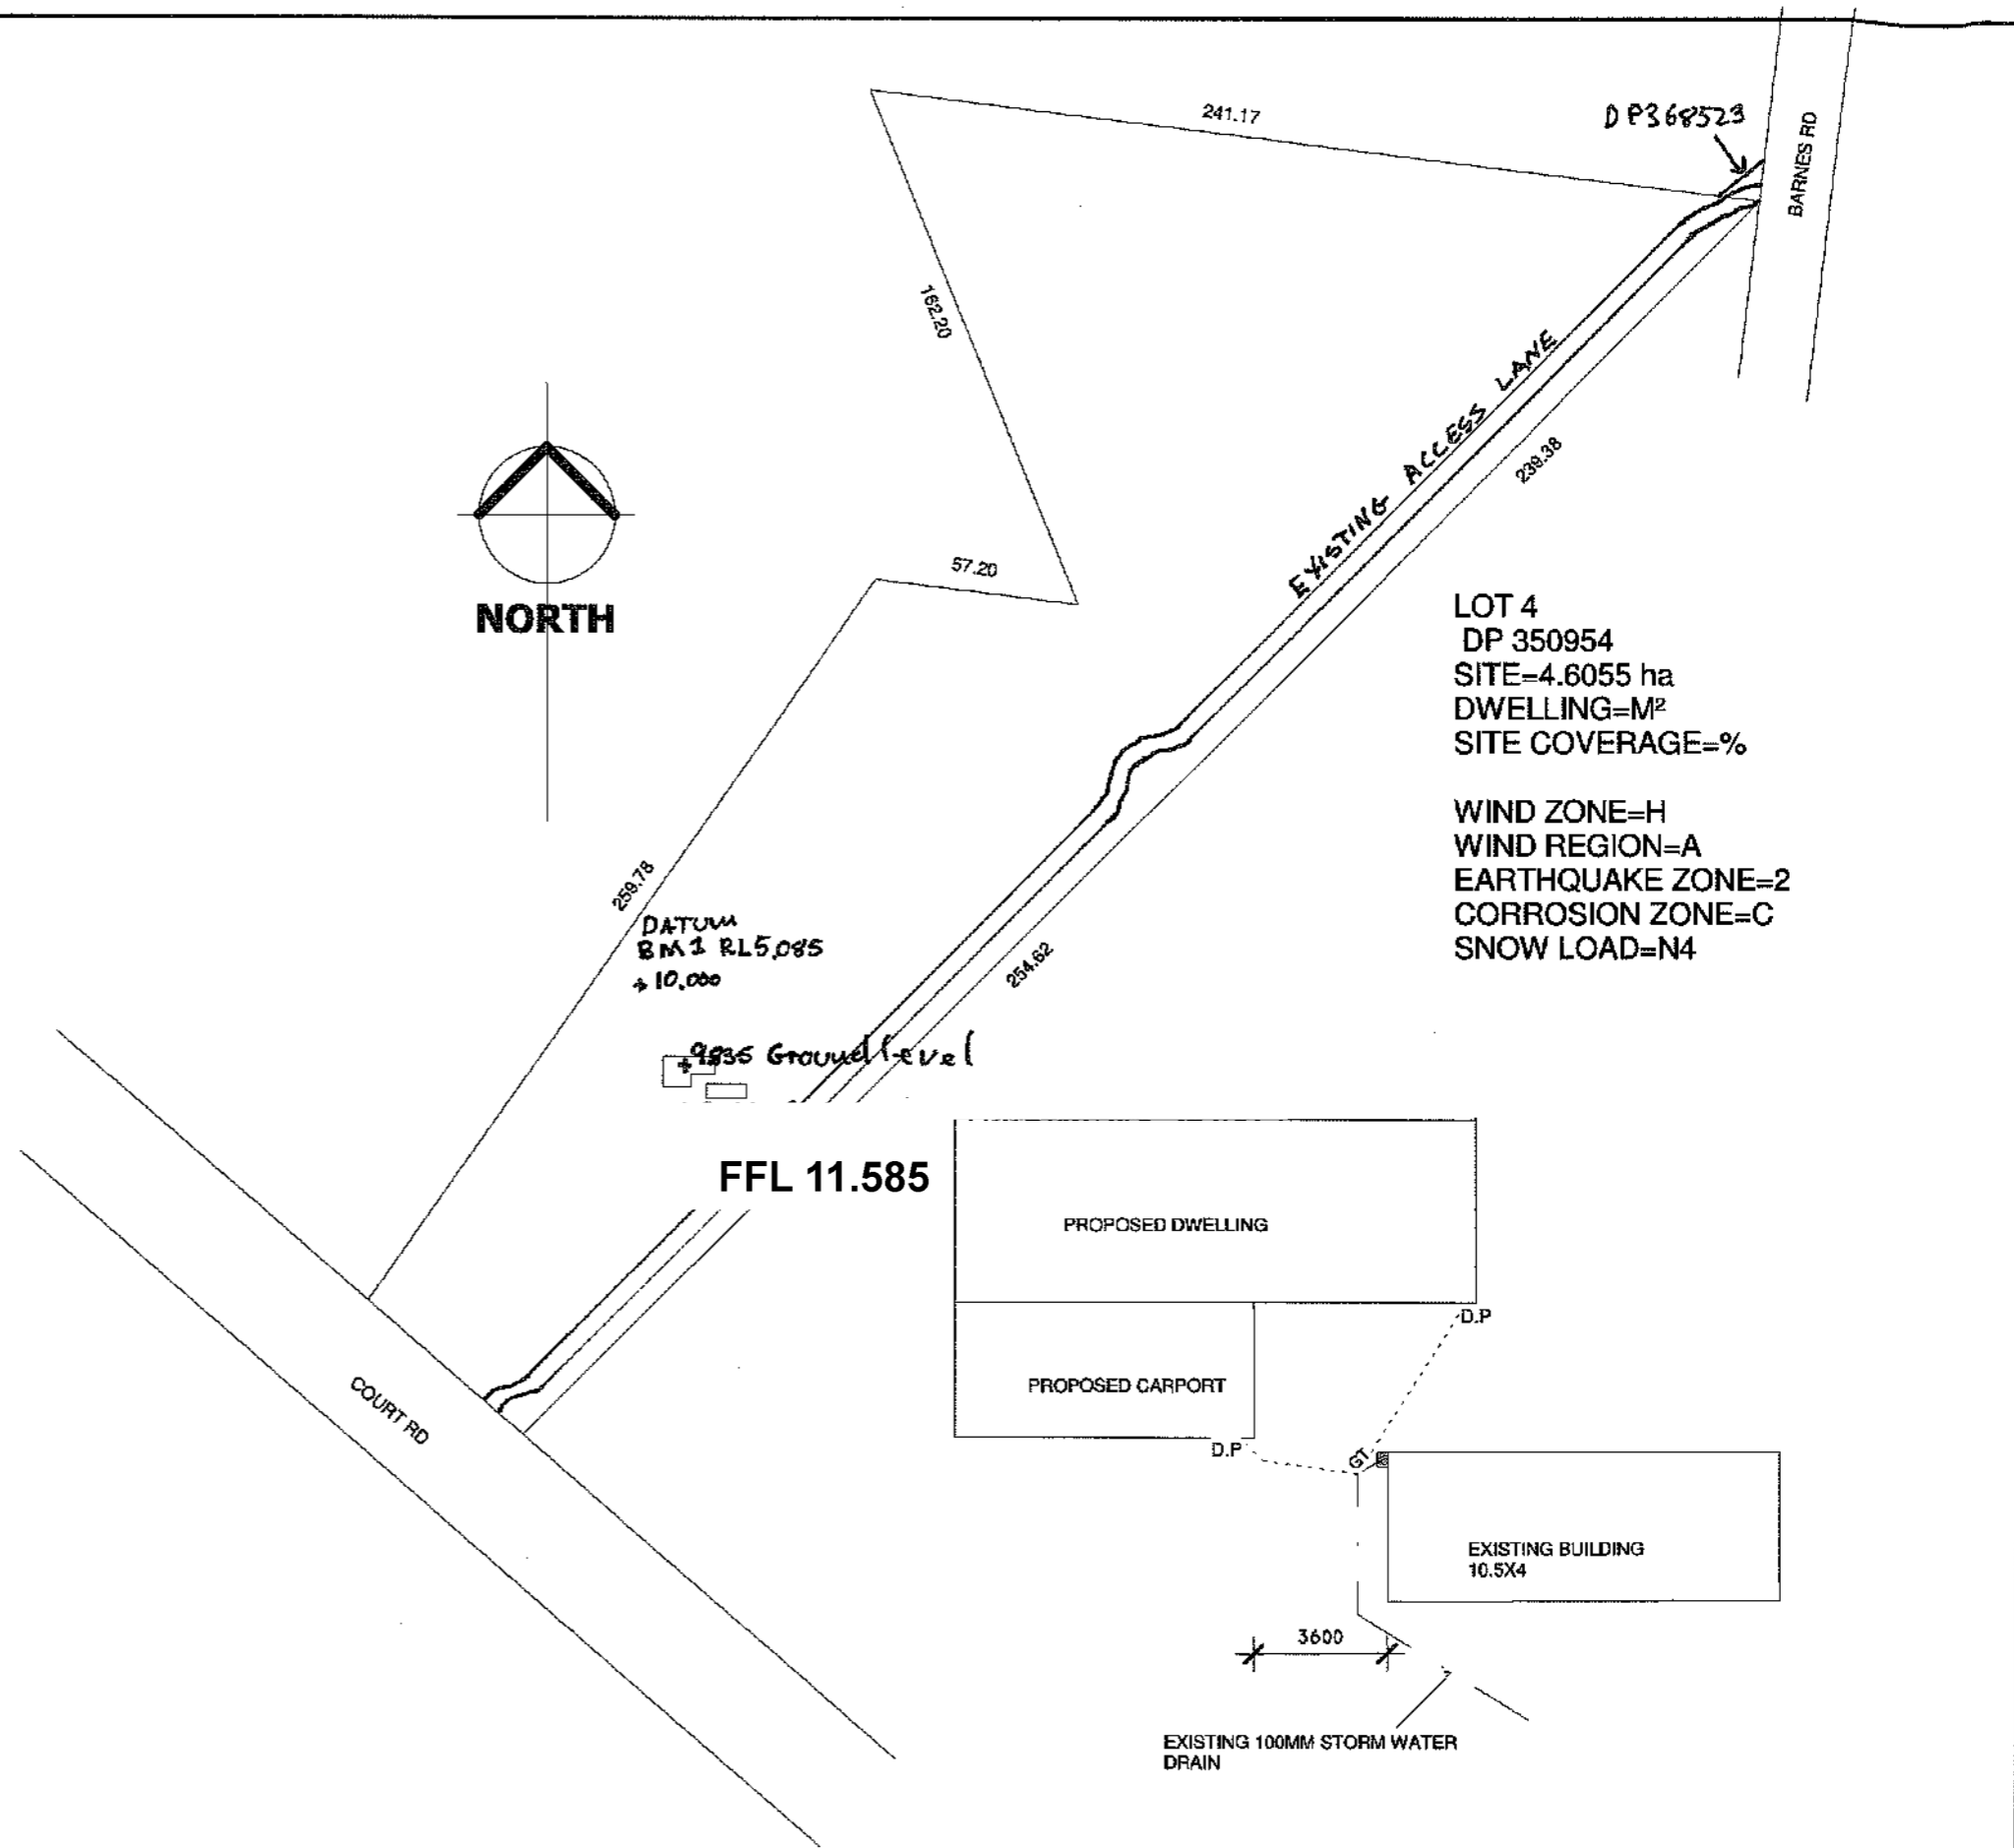 241.17
DP368523
BARNES RD
162.20
EXISTING ACCESS LANE
239.38
57.20
NORTH
LOT 4
DP 350954
SITE=4.6055 ha
DWELLING=M²
SITE COVERAGE=%
WIND ZONE=H
WIND REGION=A
EARTHQUAKE ZONE=2
CORROSION ZONE=C
SNOW LOAD=N4
259.78
DATUM
BM1 RL5,085
+10,000
254.62
+9835 Ground level
FFL 11.585
PROPOSED DWELLING
D.P
PROPOSED CARPORT
COURT RD
D.P
GT
EXISTING BUILDING
10.5X4
3600
EXISTING 100MM STORM WATER
DRAIN